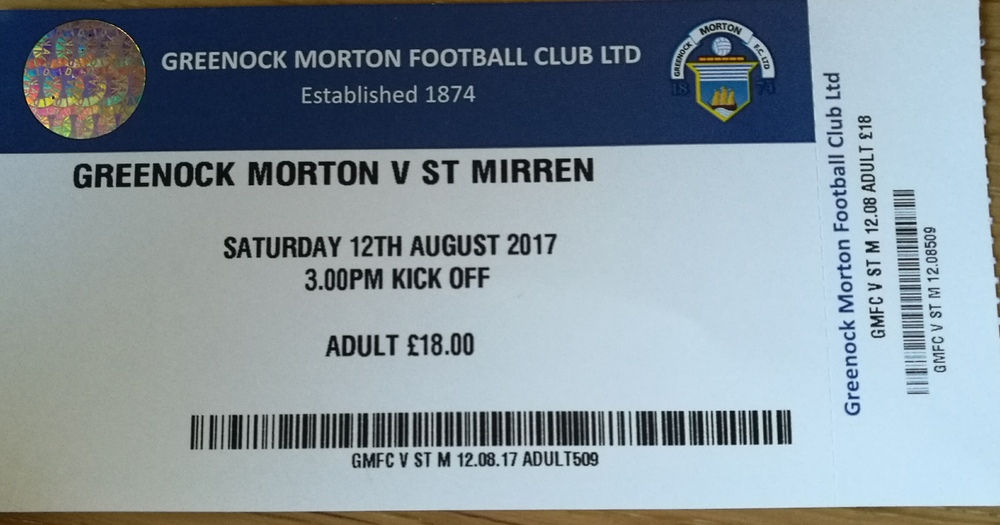 GREENOCK MORTON FOOTBALL CLUB LTD
Established 1874
GREENOCK MORTON F.C. LTD
18 74
GREENOCK MORTON V ST MIRREN
SATURDAY 12TH AUGUST 2017
3.00PM KICK OFF
ADULT £18.00
GMFC V ST M 12.08.17 ADULT509
Greenock Morton Football Club Ltd
GMFC V ST M 12.08 ADULT £18
GMFC V ST M 12.08509